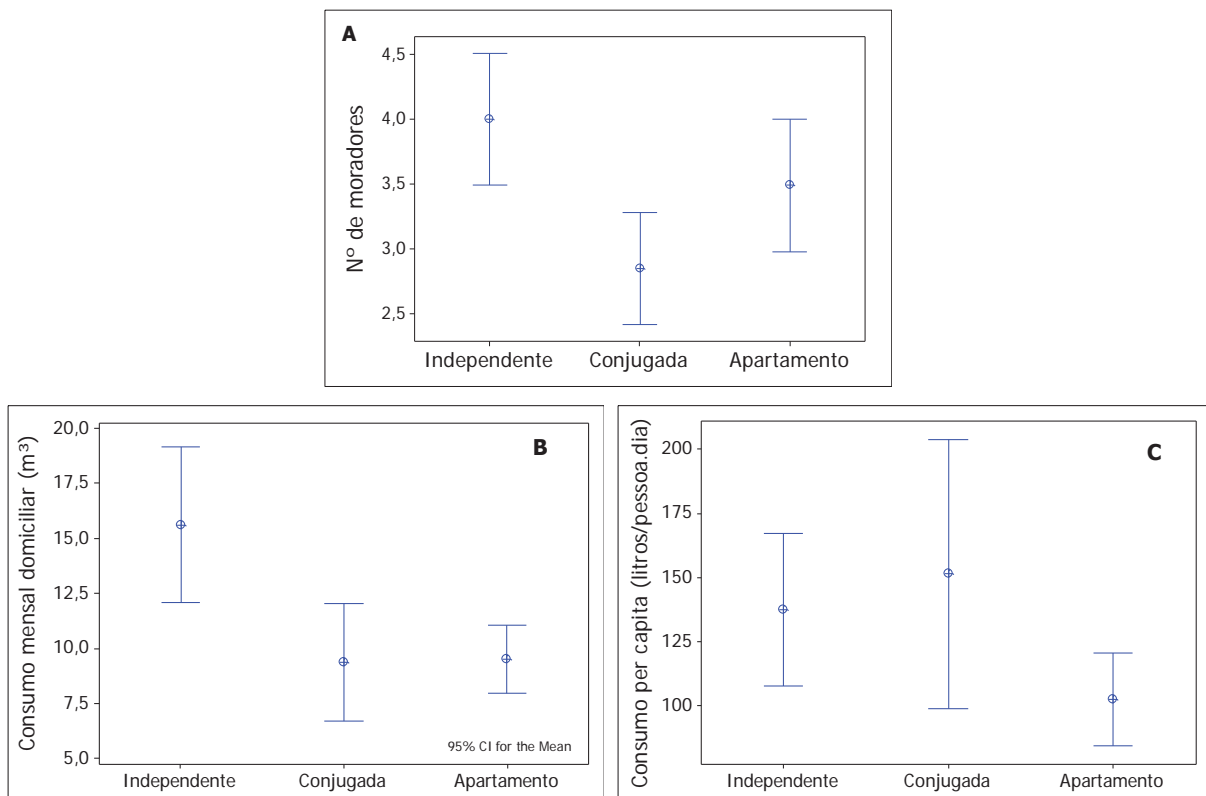 A
Nº de moradores
4,5
4,0
3,5
3,0
2,5
Independente Conjugada Apartamento
B
Consumo mensal domiciliar (m³)
20,0
17,5
15,0
12,5
10,0
7,5
5,0
95% CI for the Mean
Independente Conjugada Apartamento
C
Consumo per capita (litros/pessoa.dia)
200
175
150
125
100
Independente Conjugada Apartamento